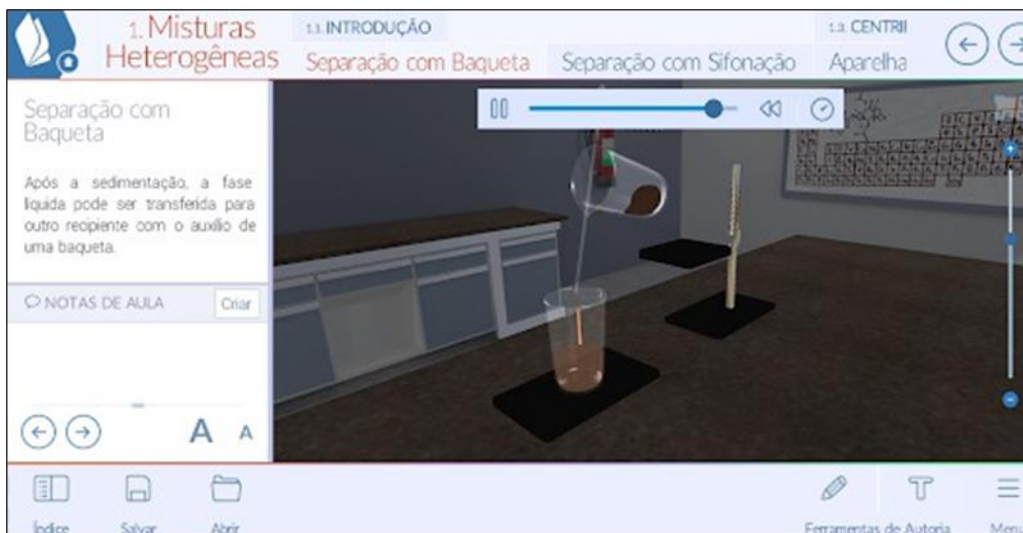 1. Misturas
Heterogêneas
1.1. INTRODUÇÃO
Separação com Baqueta
Separação com Sifonação
1.2. CENTRIF
Aparelha
Separação com
Baqueta
Após a sedimentação, a fase
líquida pode ser transferida para
outro recipiente com o auxílio de
uma baqueta.
NOTAS DE AULA
Criar
A A
Índice
Salvar
Abrir
Ferramentas de Autoria
Menu